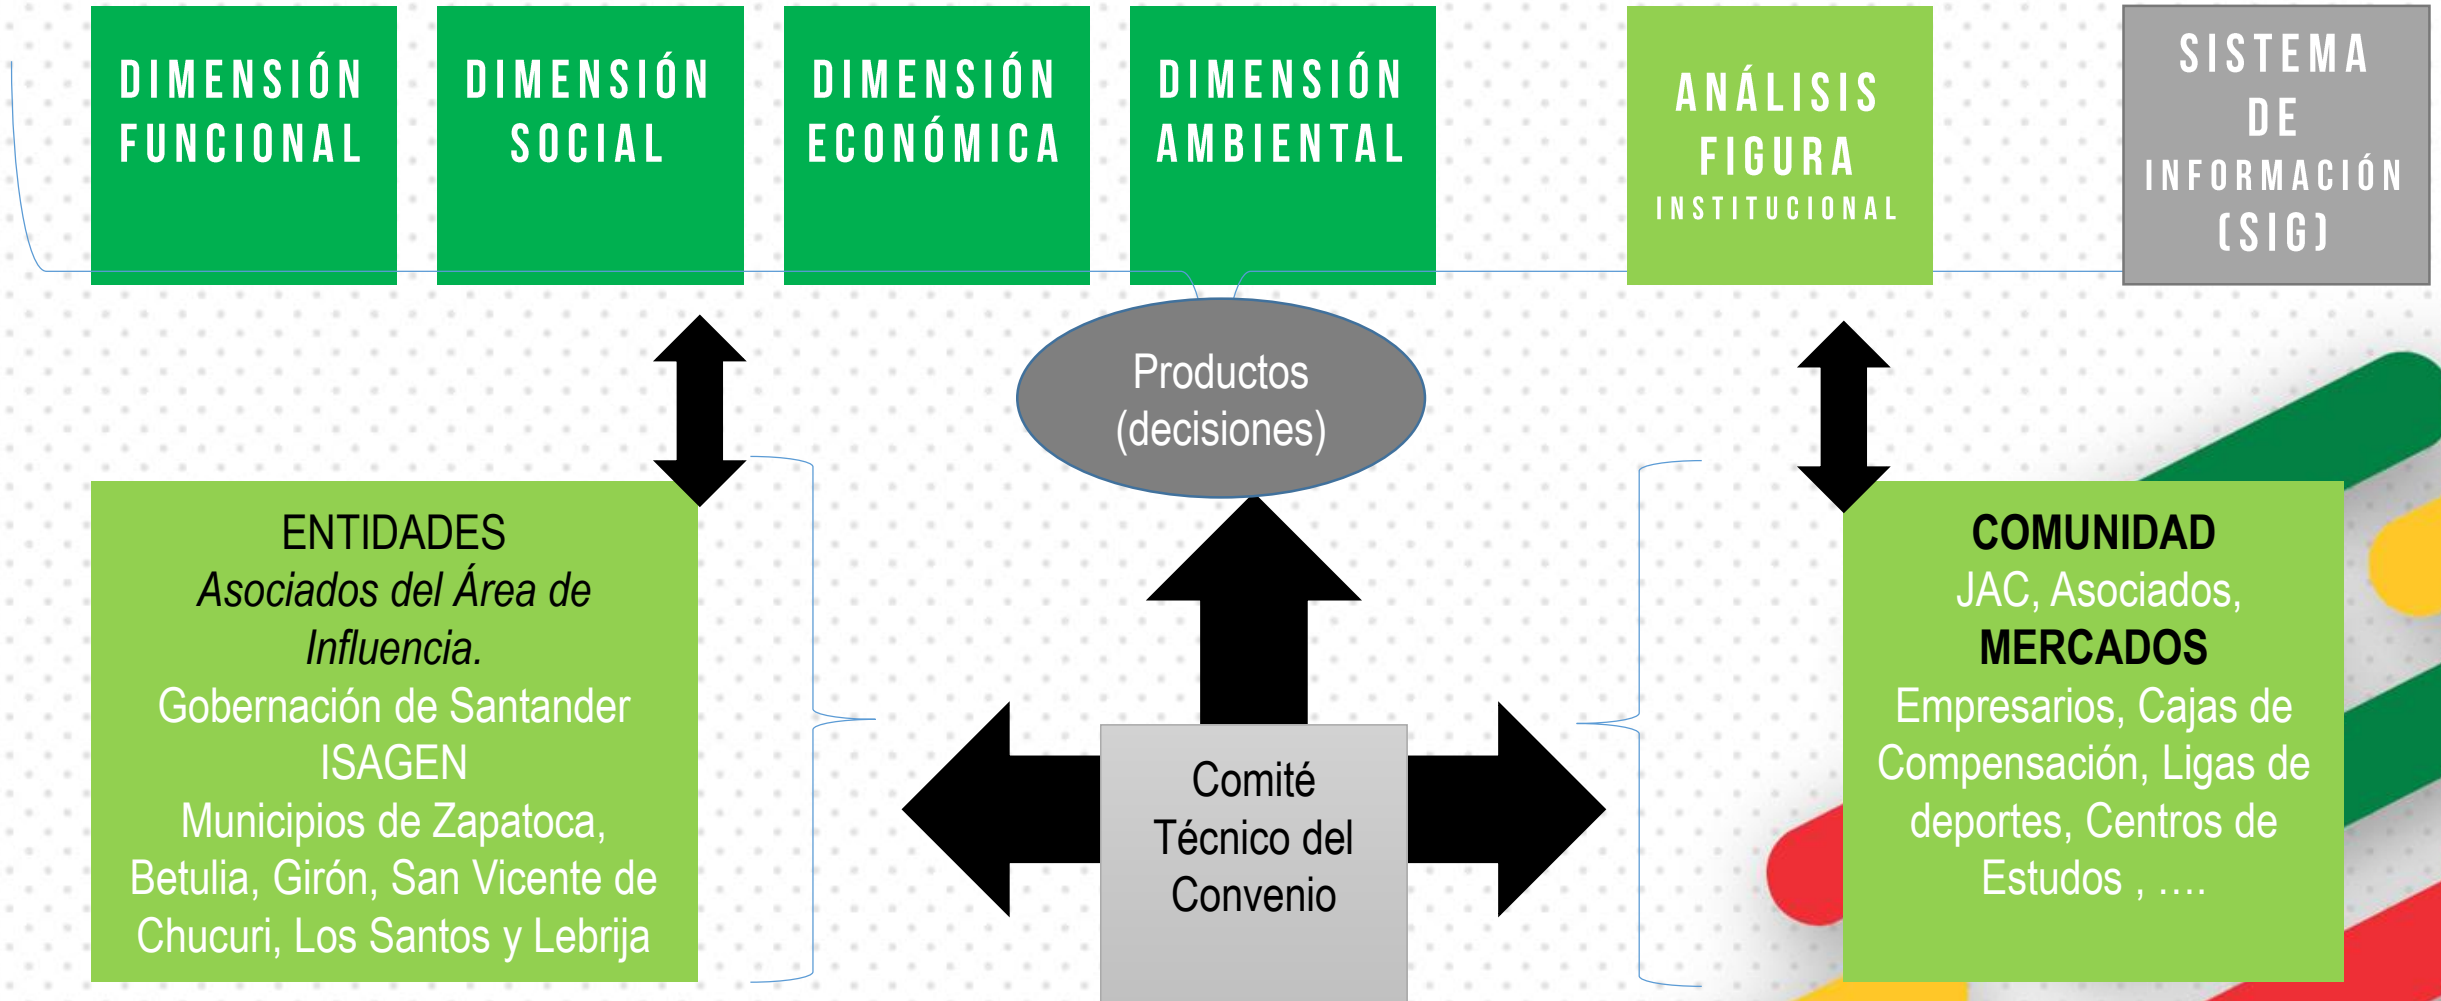 DIMENSIÓN
FUNCIONAL
DIMENSIÓN
SOCIAL
DIMENSIÓN
ECONÓMICA
DIMENSIÓN
AMBIENTAL
ANÁLISIS
FIGURA
INSTITUCIONAL
SISTEMA
DE
INFORMACIÓN
(SIG)
Productos
(decisiones)
ENTIDADES
Asociados del Área de
Influencia.
Gobernación de Santander
ISAGEN
Municipios de Zapatoca,
Betulia, Girón, San Vicente de
Chucuri, Los Santos y Lebrija
Comité
Técnico del
Convenio
COMUNIDAD
JAC, Asociados,
MERCADOS
Empresarios, Cajas de
Compensación, Ligas de
deportes, Centros de
Estudos , ....